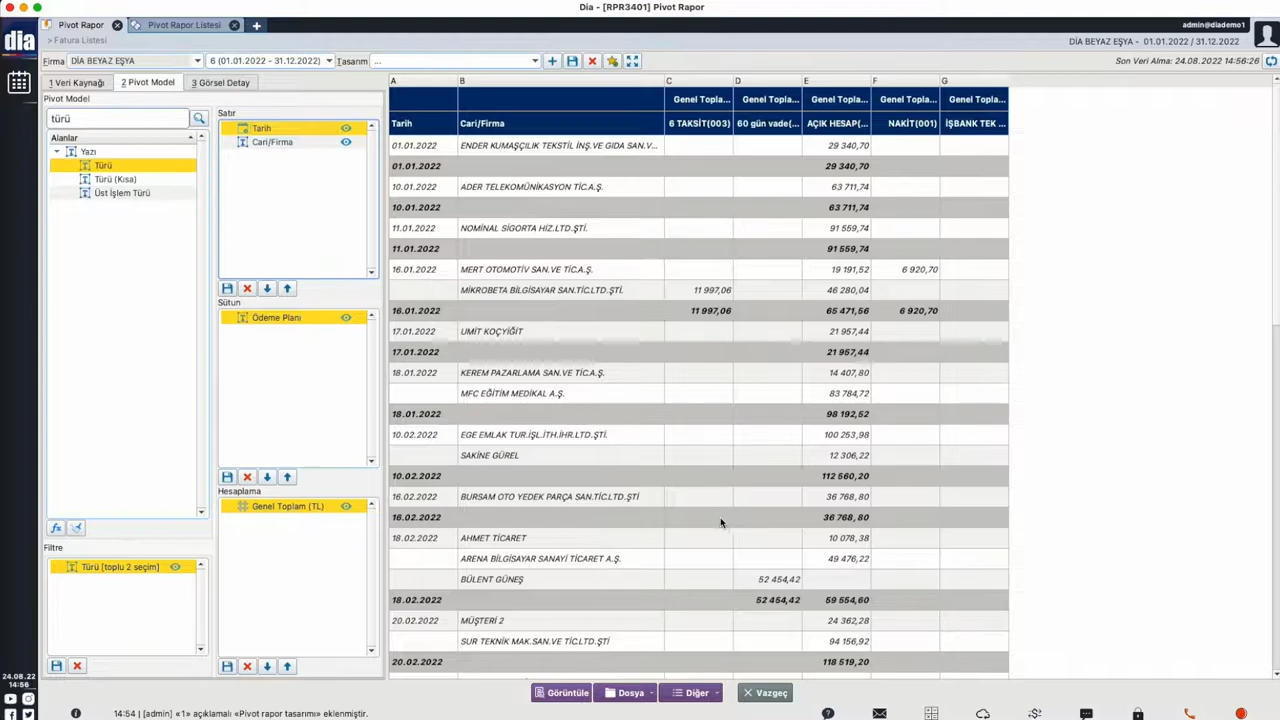 Dia - [RPR3401] Pivot Rapor
dia
Pivot Rapor
Pivot Rapor Listesi
admin@diademo1
> Fatura Listesi
DİA BEYAZ EŞYA - 01.01.2022 / 31.12.2022
Firma DİA BEYAZ EŞYA 6 (01.01.2022 - 31.12.2022) Tasarım ...
Son Veri Alma: 24.08.2022 14:56:26
1 Veri Kaynağı 2 Pivot Model 3 Görsel Detay
Pivot Model
türü
Alanlar
Yazı
Türü
Türü (Kısa)
Üst İşlem Türü
Filtre
Türü [toplu 2 seçim]
Satır
Tarih
Cari/Firma
Sütun
Ödeme Planı
Hesaplama
Genel Toplam (TL)
A B C D E F G
Genel Topla... Genel Topla... Genel Topla... Genel Topla... Genel Topla...
Tarih Cari/Firma 6 TAKSİT(003) 60 gün vade(... AÇIK HESAP(... NAKİT(001) İŞBANK TEK ...
01.01.2022 ENDER KUMAŞÇILIK TEKSTİL İNŞ.VE GIDA SAN.V... 29 340,70
01.01.2022 29 340,70
10.01.2022 ADER TELEKOMÜNİKASYON TİC.A.Ş. 63 711,74
10.01.2022 63 711,74
11.01.2022 NOMİNAL SİGORTA HİZ.LTD.ŞTİ. 91 559,74
11.01.2022 91 559,74
16.01.2022 MERT OTOMOTİV SAN.VE TİC.A.Ş. 19 191,52 6 920,70
MİKROBETA BİLGİSAYAR SAN.TİC.LTD.ŞTİ. 11 997,06 46 280,04
16.01.2022 11 997,06 65 471,56 6 920,70
17.01.2022 UMİT KOÇYİĞİT 21 957,44
17.01.2022 21 957,44
18.01.2022 KEREM PAZARLAMA SAN.VE TİC.A.Ş. 14 407,80
MFC EĞİTİM MEDİKAL A.Ş. 83 784,72
18.01.2022 98 192,52
10.02.2022 EGE EMLAK TUR.İŞL.İTH.İHR.LTD.ŞTİ. 100 253,98
SAKİNE GÜREL 12 306,22
10.02.2022 112 560,20
16.02.2022 BURSAM OTO YEDEK PARÇA SAN.TİC.LTD.ŞTİ 36 768,80
16.02.2022 36 768,80
18.02.2022 AHMET TİCARET 10 078,38
ARENA BİLGİSAYAR SANAYİ TİCARET A.Ş. 49 476,22
BÜLENT GÜNEŞ 52 454,42
18.02.2022 52 454,42 59 554,60
20.02.2022 MÜŞTERİ 2 24 362,28
SUR TEKNİK MAK.SAN.VE TİC.LTD.ŞTİ 94 156,92
20.02.2022 118 519,20
Görüntüle Dosya Diğer Vazgeç
24.08.22
14:56
14:54 | [admin] «1» açıklamalı «Pivot rapor tasarımı» eklenmiştir.